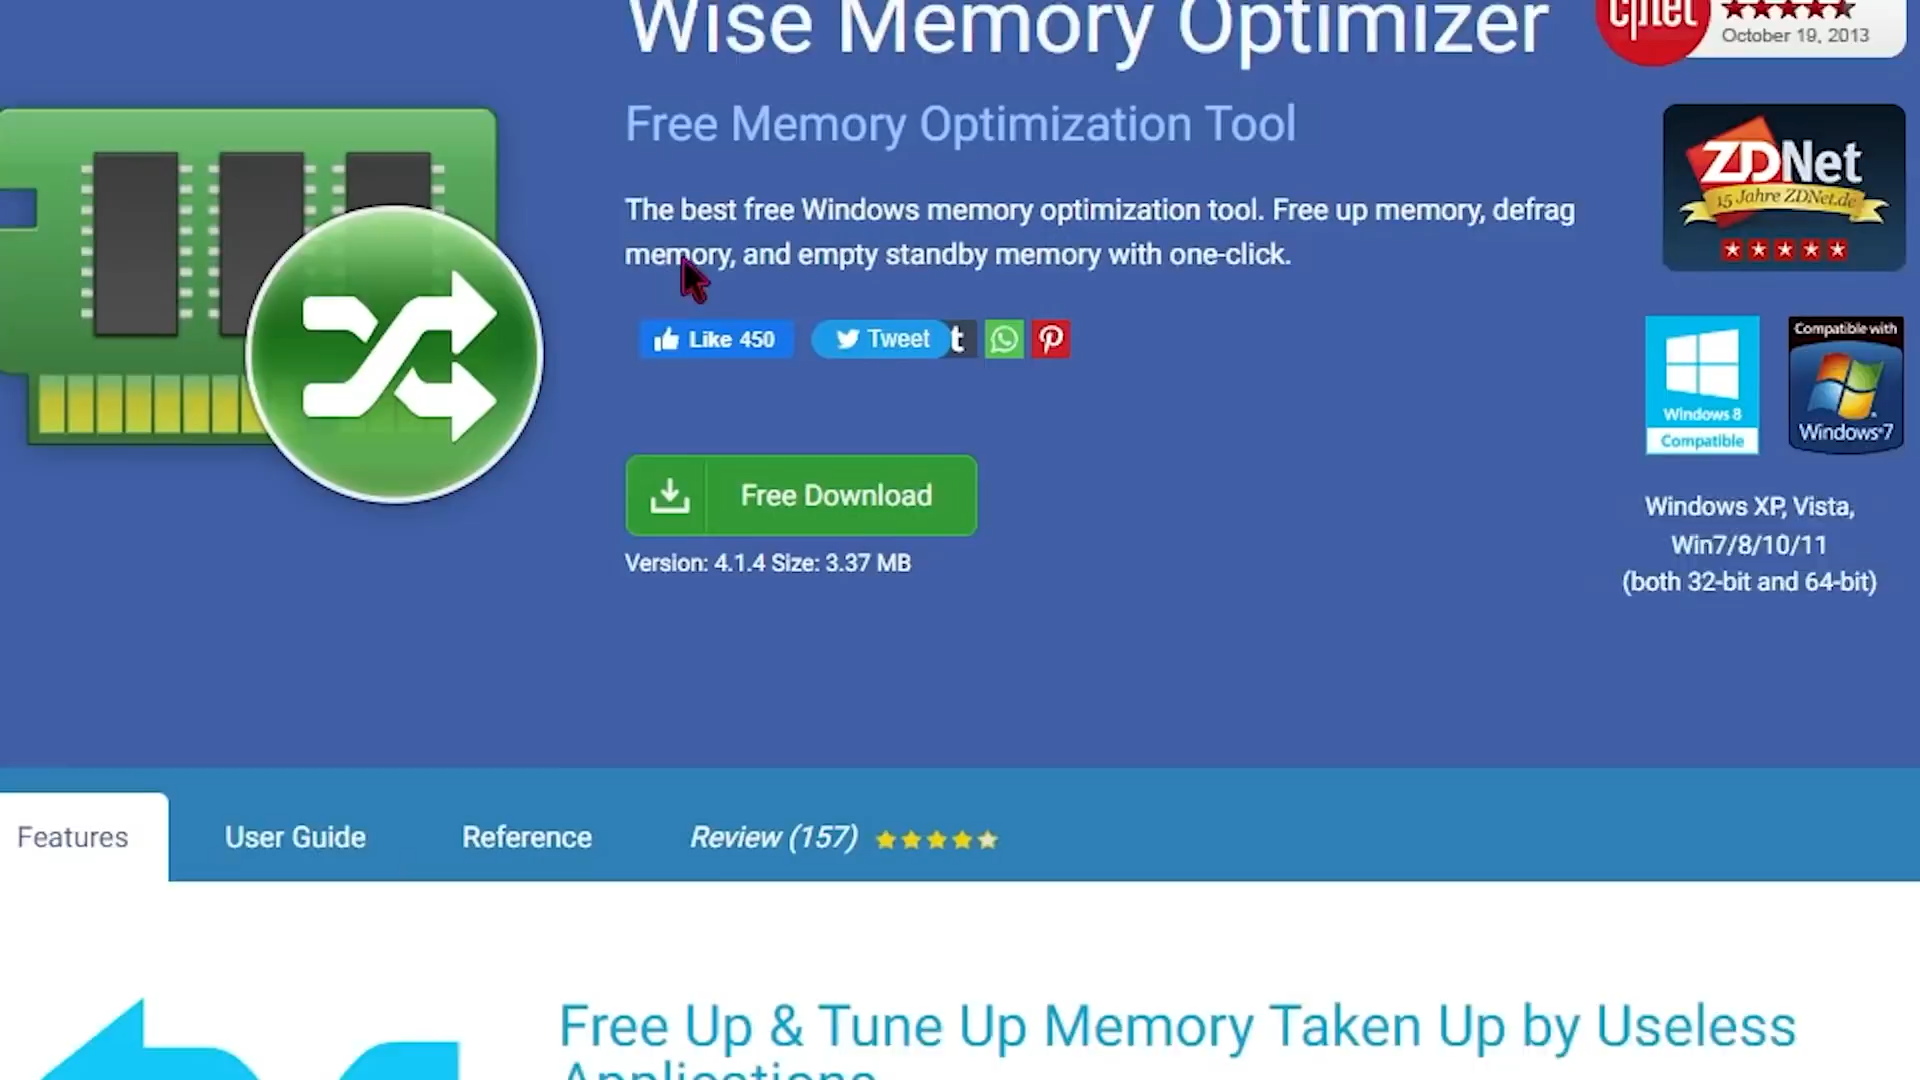 Wise Memory Optimizer
cnet
October 19, 2013
Free Memory Optimization Tool
The best free Windows memory optimization tool. Free up memory, defrag
memory, and empty standby memory with one-click.
ZDNet
15 Jahre ZDNet.de
Like 450
Tweet
t
Windows 8
Compatible
Compatible with
Windows 7
Free Download
Version: 4.1.4 Size: 3.37 MB
Windows XP, Vista,
Win7/8/10/11
(both 32-bit and 64-bit)
Features
User Guide
Reference
Review (157)
Free Up & Tune Up Memory Taken Up by Useless
Applications